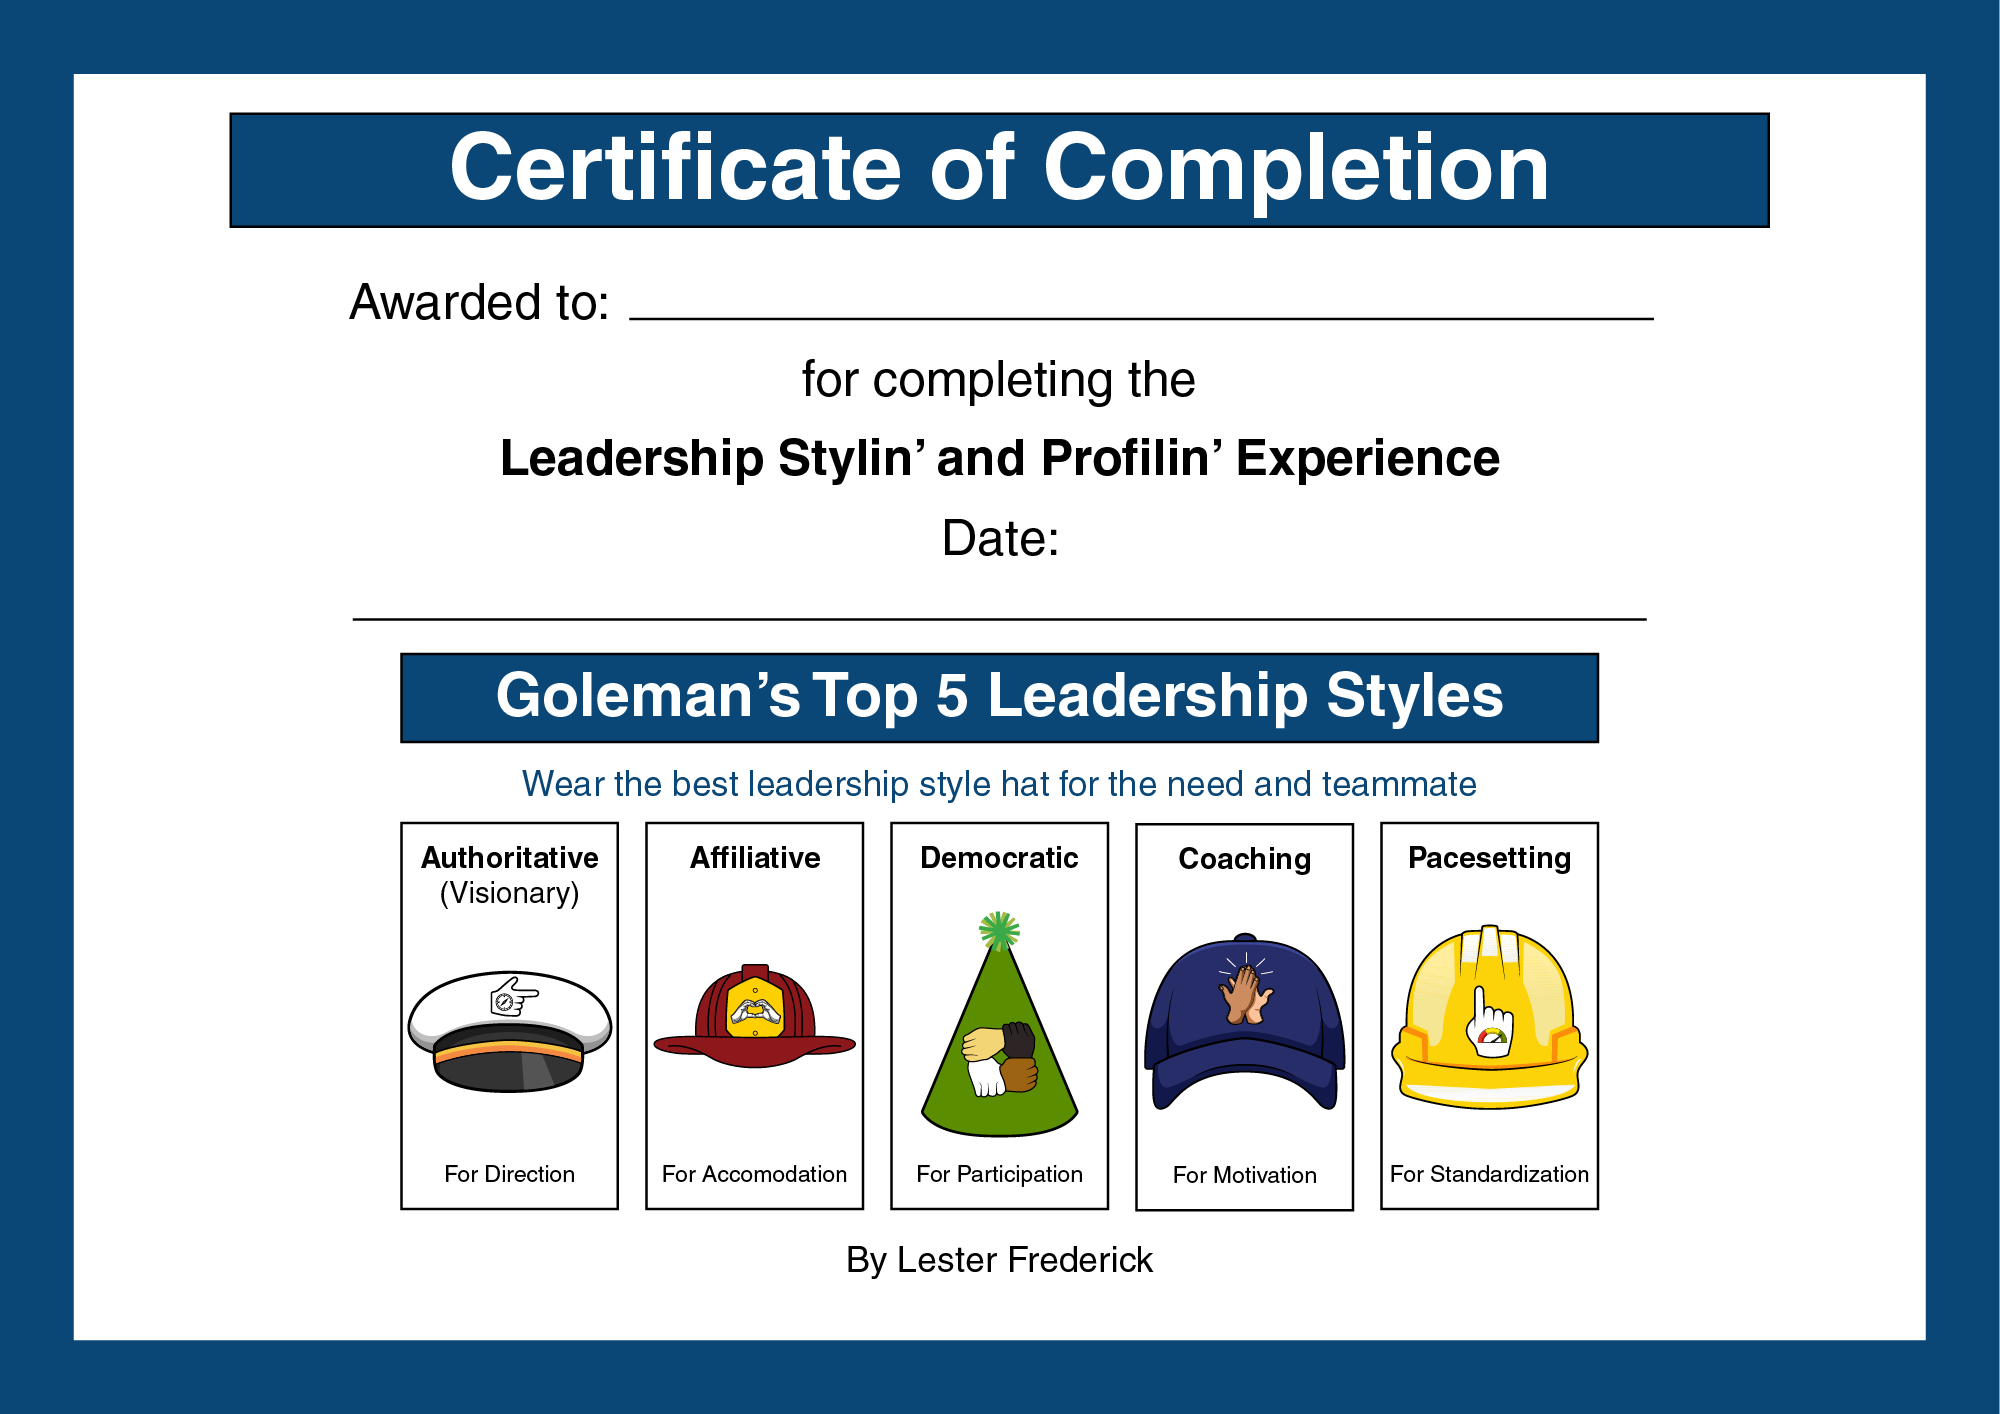 Certificate of Completion
Awarded to:
for completing the
Leadership Stylin’ and Profilin’ Experience
Date:
Goleman’s Top 5 Leadership Styles
Wear the best leadership style hat for the need and teammate
Authoritative
(Visionary)
For Direction
Affiliative
For Accomodation
Democratic
For Participation
Coaching
For Motivation
Pacesetting
For Standardization
By Lester Frederick